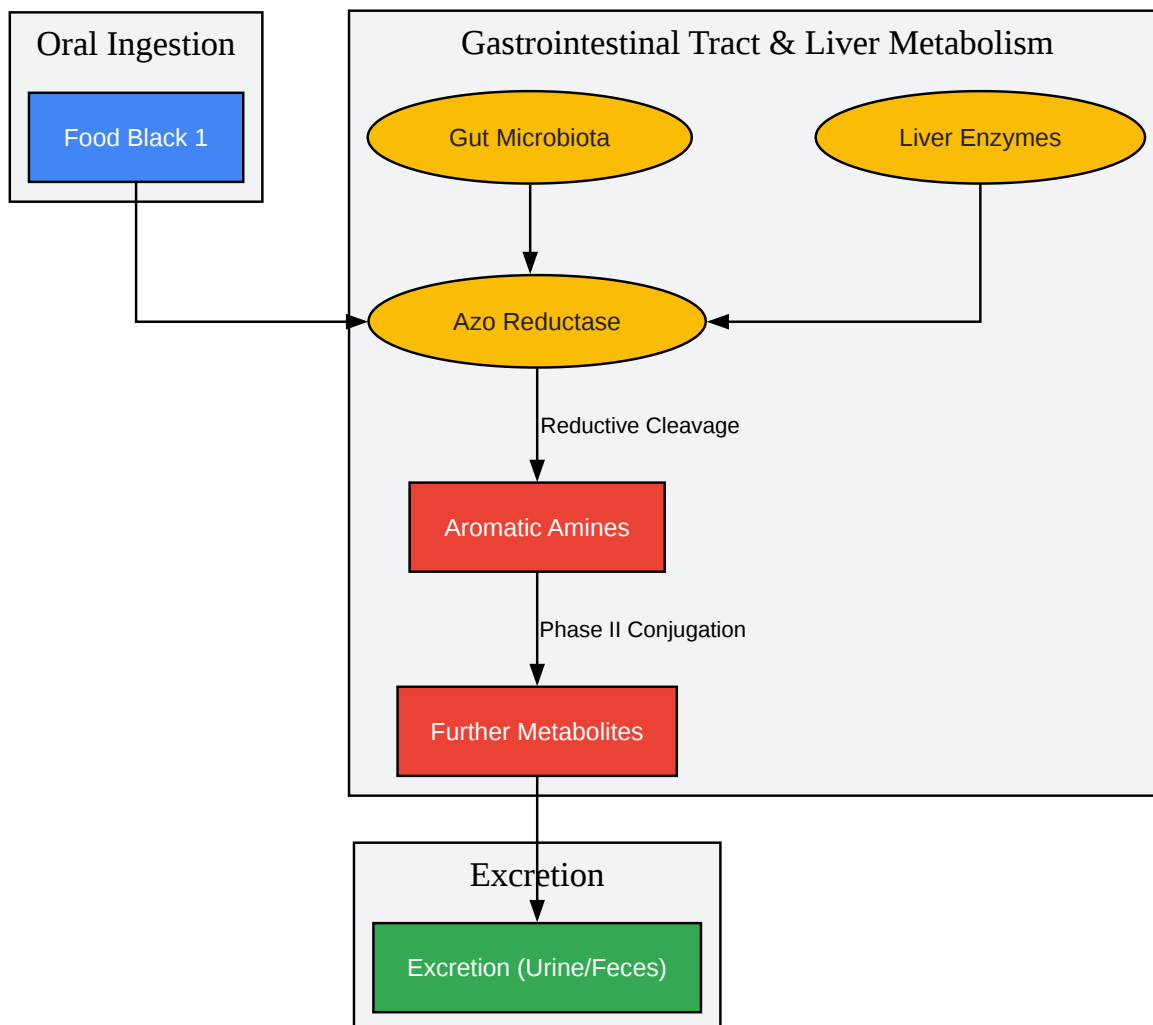 Oral Ingestion
Food Black 1
Gastrointestinal Tract & Liver Metabolism
Gut Microbiota
Liver Enzymes
Azo Reductase
Reductive Cleavage
Aromatic Amines
Phase II Conjugation
Further Metabolites
Excretion
Excretion (Urine/Feces)